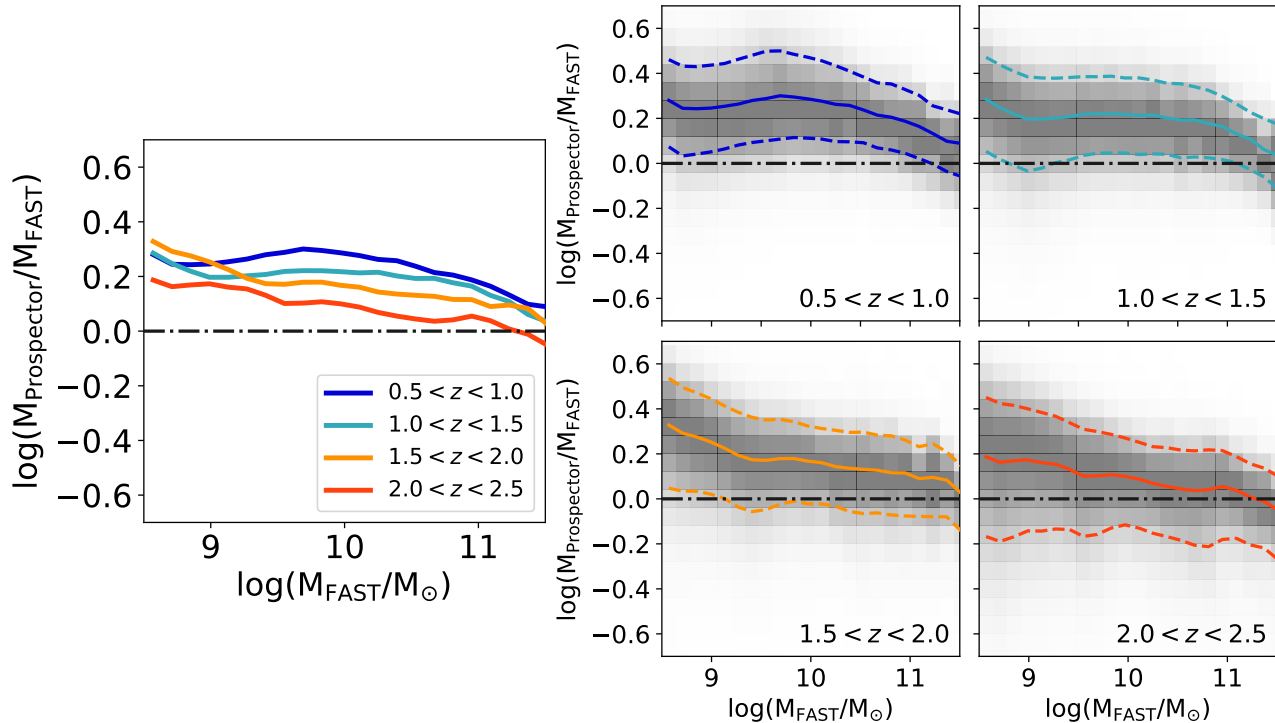 log(M_Prospector/M_FAST)
0.6
0.4
0.2
0.0
−0.2
−0.4
−0.6
9 10 11
log(M_FAST/M_⊙)
0.5 < z < 1.0
1.0 < z < 1.5
1.5 < z < 2.0
2.0 < z < 2.5
log(M_Prospector/M_FAST)
0.6
0.4
0.2
0.0
−0.2
−0.4
−0.6
0.5 < z < 1.0
1.0 < z < 1.5
log(M_Prospector/M_FAST)
0.6
0.4
0.2
0.0
−0.2
−0.4
−0.6
1.5 < z < 2.0
2.0 < z < 2.5
9 10 11
9 10 11
log(M_FAST/M_⊙)
log(M_FAST/M_⊙)